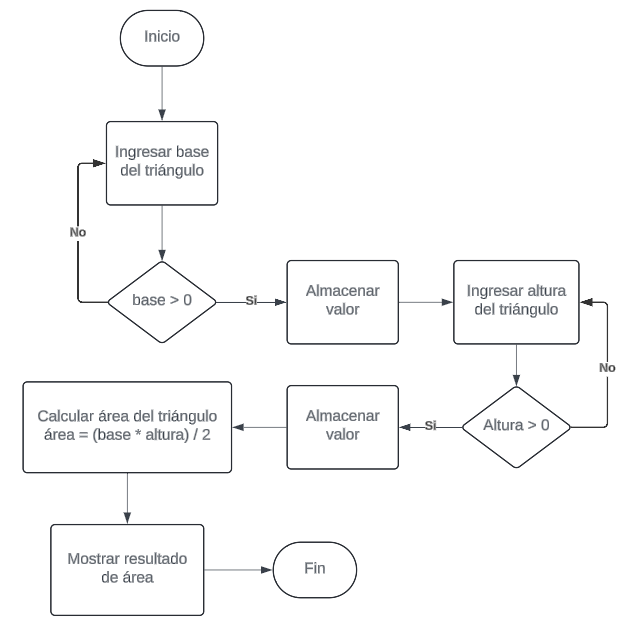 Inicio
Ingresar base
del triángulo
No
base > 0
Si
Almacenar
valor
Ingresar altura
del triángulo
No
Altura > 0
Si
Almacenar
valor
Calcular área del triángulo
área = (base * altura) / 2
Mostrar resultado
de área
Fin